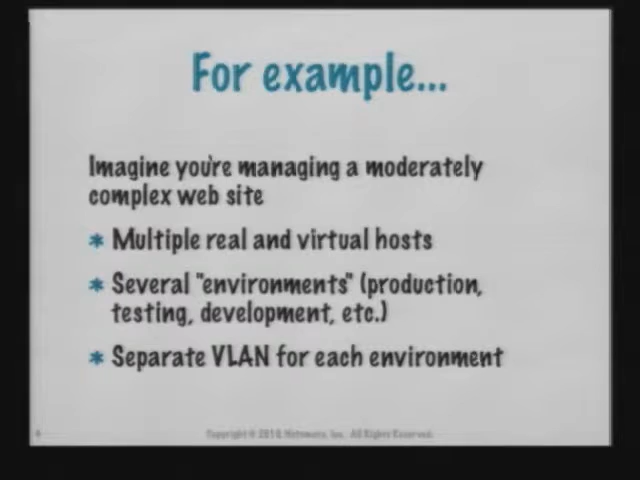 For example...
Imagine you're managing a moderately
complex web site
* Multiple real and virtual hosts
* Several "environments" (production,
testing, development, etc.)
* Separate VLAN for each environment
Copyright © 2010, Inc. All Rights Reserved.